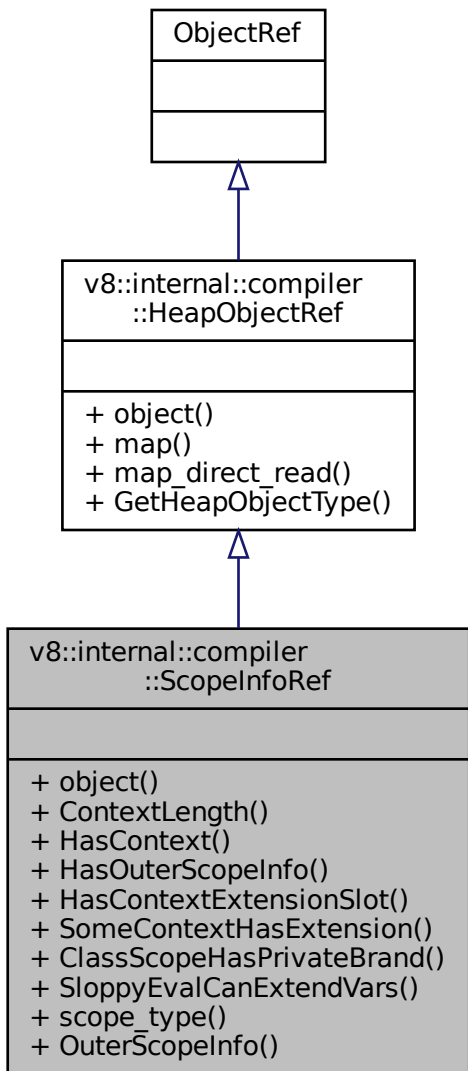 ObjectRef
v8::internal::compiler
::HeapObjectRef
+ object()
+ map()
+ map_direct_read()
+ GetHeapObjectType()
v8::internal::compiler
::ScopeInfoRef
+ object()
+ ContextLength()
+ HasContext()
+ HasOuterScopeInfo()
+ HasContextExtensionSlot()
+ SomeContextHasExtension()
+ ClassScopeHasPrivateBrand()
+ SloppyEvalCanExtendVars()
+ scope_type()
+ OuterScopeInfo()